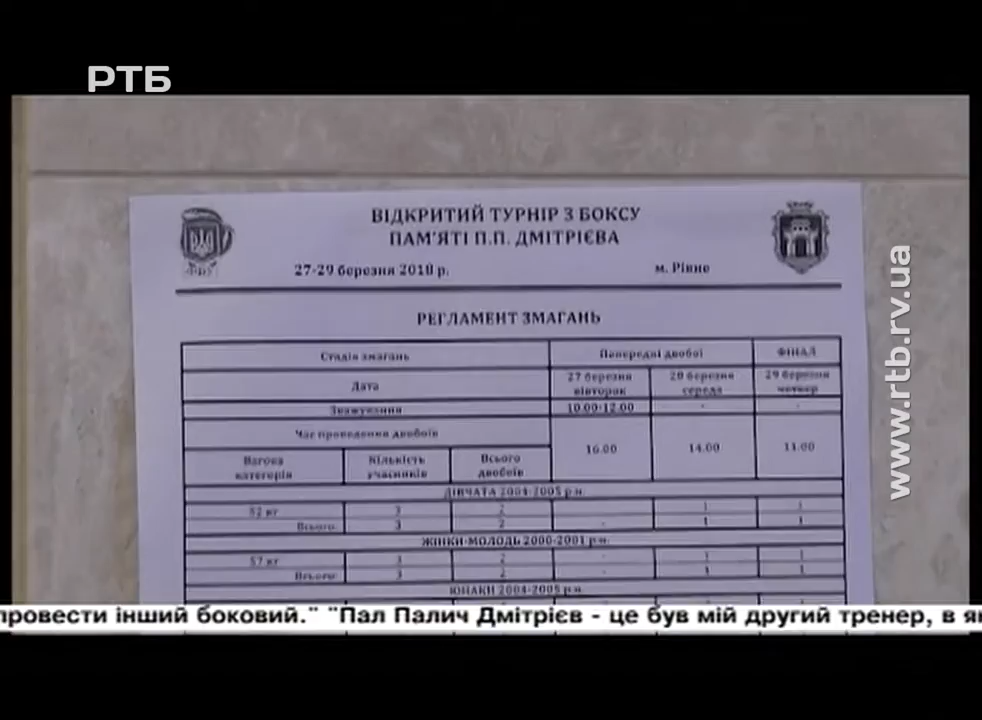 РТБ
ВІДКРИТИЙ ТУРНІР З БОКСУ
ПАМ'ЯТІ П.П. ДМІТРІЄВА
27-29 березня 2018 р. м. Рівне
РЕГЛАМЕНТ ЗМАГАНЬ
Стадія змагань Попередні двобої ФІНАЛ
Дата 27 березня вівторок 28 березня середа 29 березня четвер
Зважування 10.00-12.00 - -
Час проведення двобоїв 16.00 14.00 11.00
Вагова категорія Кількість учасників Всього двобоїв
ДІВЧАТА 2004-2005 р.н.
52 кг 3 2 1 1
Всього 3 2 - 1 1
ЖІНКИ-МОЛОДЬ 2000-2001 р.н.
57 кг 3 2 - 1 1
Всього 3 2 - 1 1
ЮНАКИ 2004-2005 р.н.
www.rtb.rv.ua
провести інший боковий." "Пал Палич Дмітрієв - це був мій другий тренер, в як